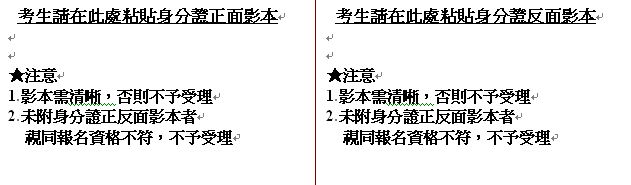 考生請在此處粘貼身分證正面影本
★注意
1.影本需清晰，否則不予受理
2.未附身分證正反面影本者
視同報名資格不符，不予受理
考生請在此處粘貼身分證反面影本
★注意
1.影本需清晰，否則不予受理
2.未附身分證正反面影本者
視同報名資格不符，不予受理